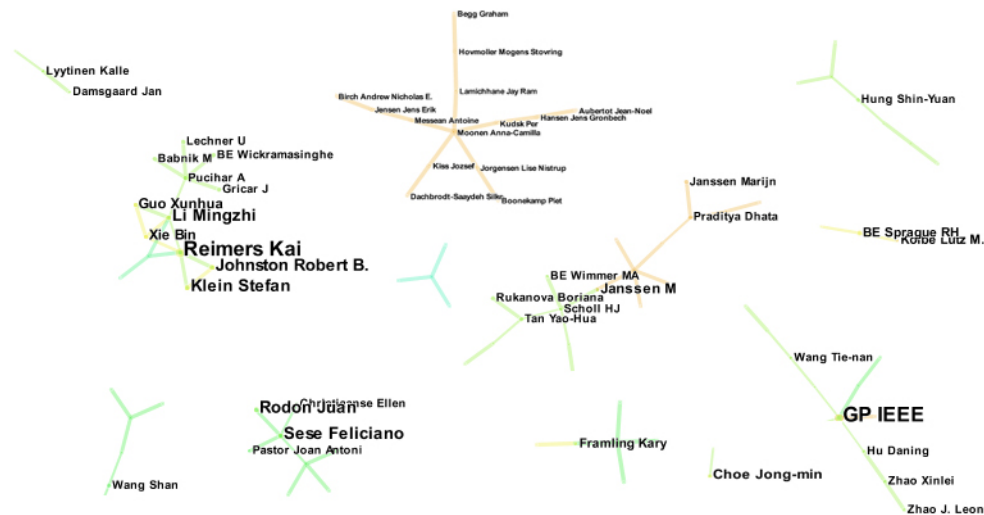 Begg Graham
Hovmoller Mogens Stovring
Lyytinen Kalle
Damsgaard Jan
Lamichhane Jay Ram
Birch Andrew Nicholas E.
Jensen Jens Erik
Aubertot Jean-Noel
Hansen Jens Gronbech
Messean Antoine
Kudsk Per
Moonen Anna-Camilla
Hung Shin-Yuan
Lechner U
BE Wickramasinghe
Babnik M
Pucihar A
Gricar J
Kiss Jozsef
Jorgensen Lise Nistrup
Dachbrodt-Saaydeh Silke
Boonekamp Piet
Janssen Marijn
Praditya Dhata
Guo Xunhua
Li Mingzhi
Xie Bin
Reimers Kai
Johnston Robert B.
Klein Stefan
BE Sprague RH
Kolbe Lutz M.
BE Wimmer MA
Janssen M
Rukanova Boriana
Scholl HJ
Tan Yao-Hua
Wang Tie-nan
GP IEEE
Christiaanse Ellen
Rodon Juan
Sese Feliciano
Pastor Joan Antoni
Framling Kary
Hu Daning
Choe Jong-min
Zhao Xinlei
Wang Shan
Zhao J. Leon